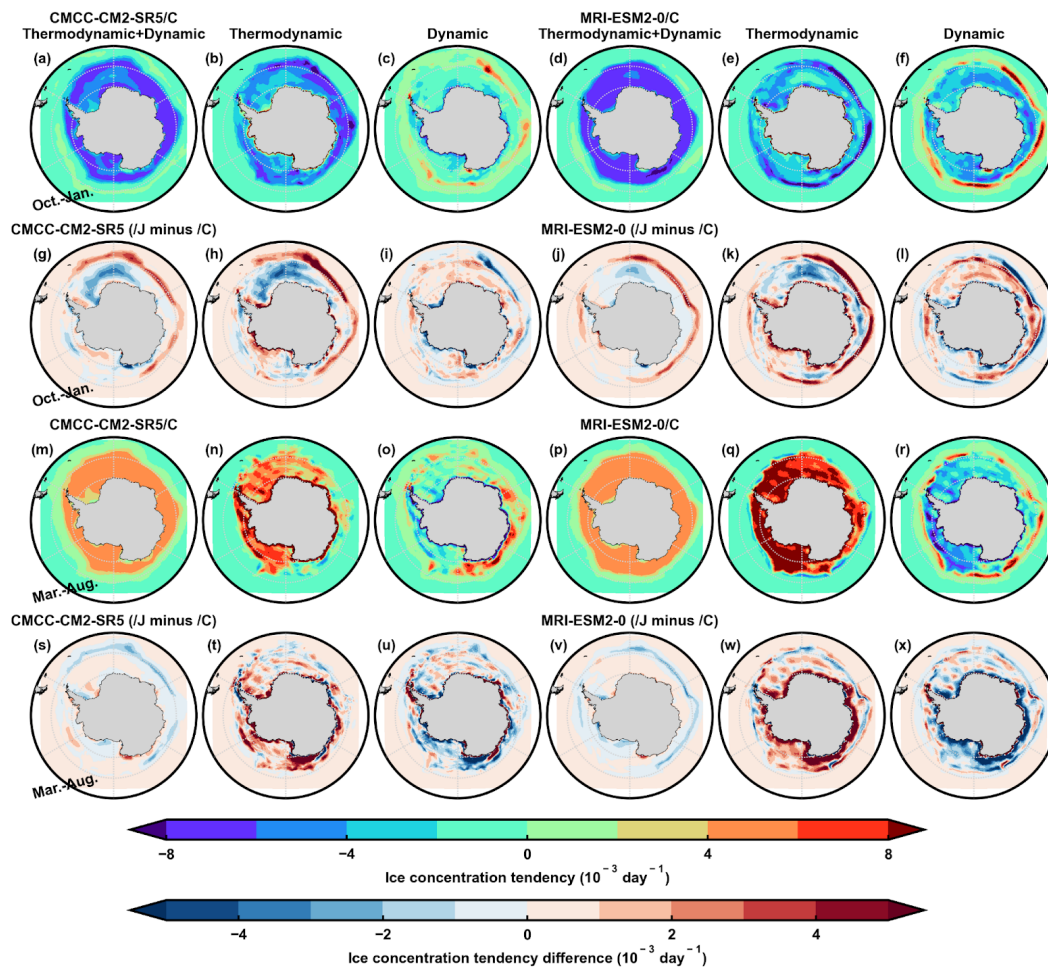 CMCC-CM2-SR5/C MRI-ESM2-0/C
Thermodynamic+Dynamic Thermodynamic Dynamic Thermodynamic+Dynamic Thermodynamic Dynamic
(a) (b) (c) (d) (e) (f)
Oct.-Jan.
CMCC-CM2-SR5 (/J minus /C) MRI-ESM2-0 (/J minus /C)
(g) (h) (i) (j) (k) (l)
Oct.-Jan.
CMCC-CM2-SR5/C MRI-ESM2-0/C
(m) (n) (o) (p) (q) (r)
Mar.-Aug.
CMCC-CM2-SR5 (/J minus /C) MRI-ESM2-0 (/J minus /C)
(s) (t) (u) (v) (w) (x)
Mar.-Aug.
−8 −4 0 4 8
Ice concentration tendency (10⁻³ day⁻¹)
−4 −2 0 2 4
Ice concentration tendency difference (10⁻³ day⁻¹)